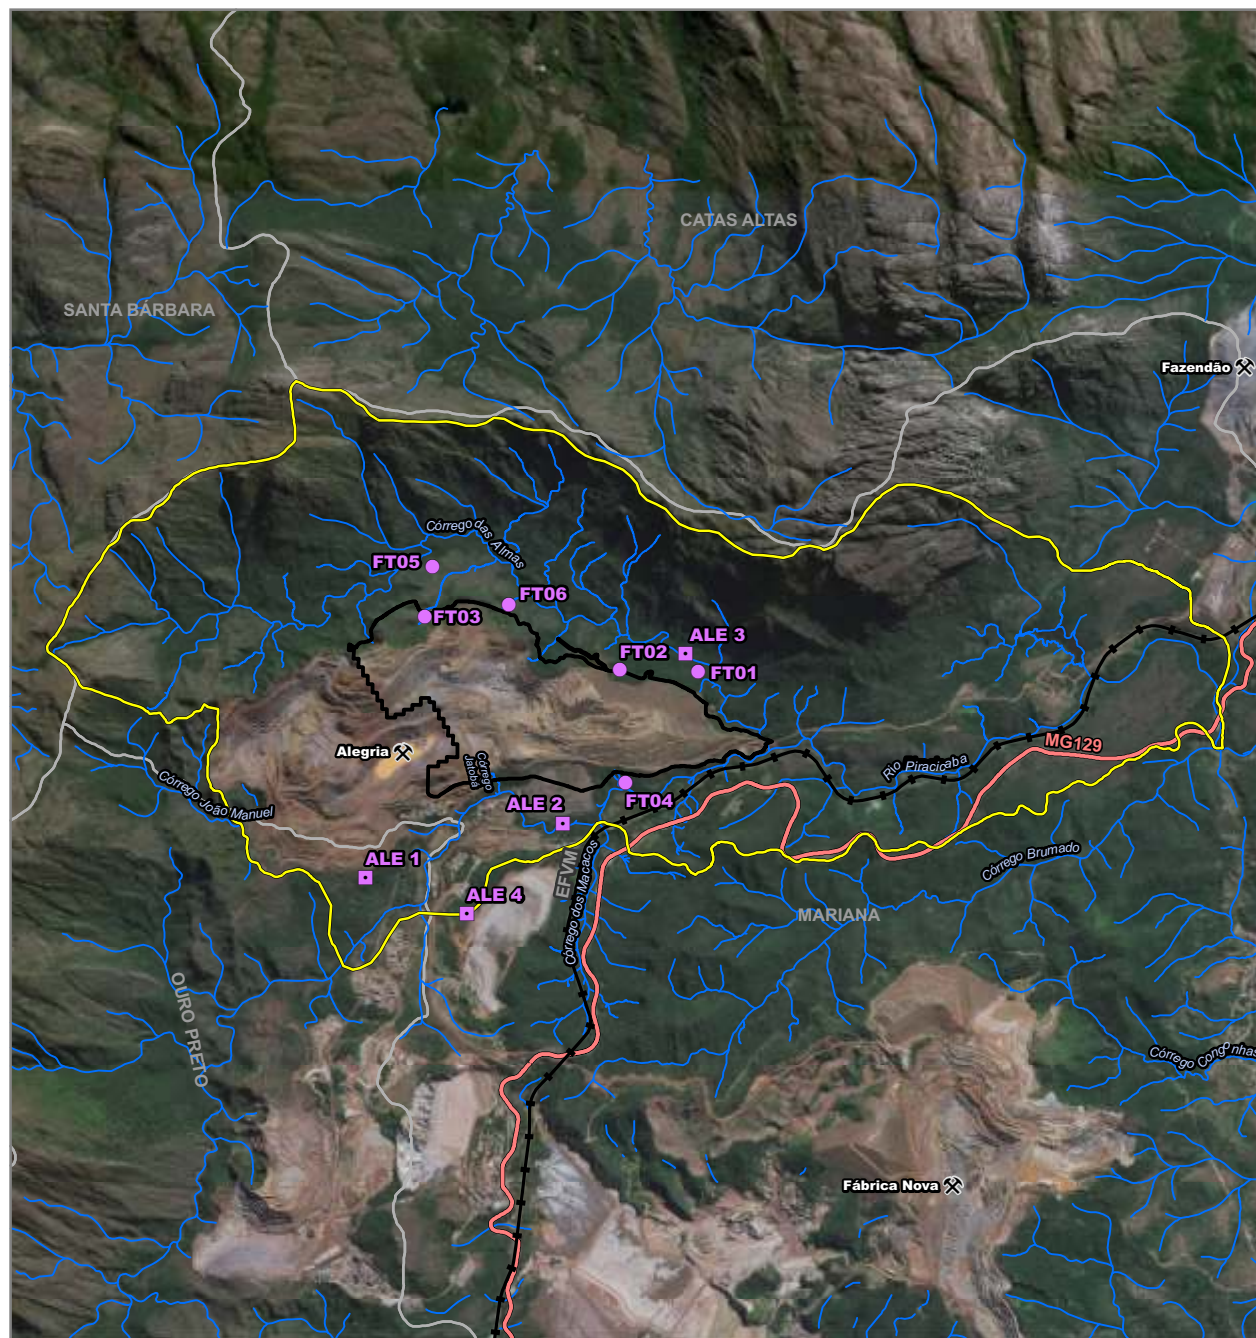 CATAS ALTAS
SANTA BÁRBARA
Fazendão
Córrego das Almas
FT05
FT06
FT03
ALE 3
FT02
FT01
MG129
Alegria
Córrego
Jatobá
Rio Piracicaba
Córrego João Manuel
FT04
ALE 2
Córrego Brumado
ALE 1
EFVM
ALE 4
Córrego dos Macacos
MARIANA
OURO PRETO
Córrego Congonhas
Fábrica Nova